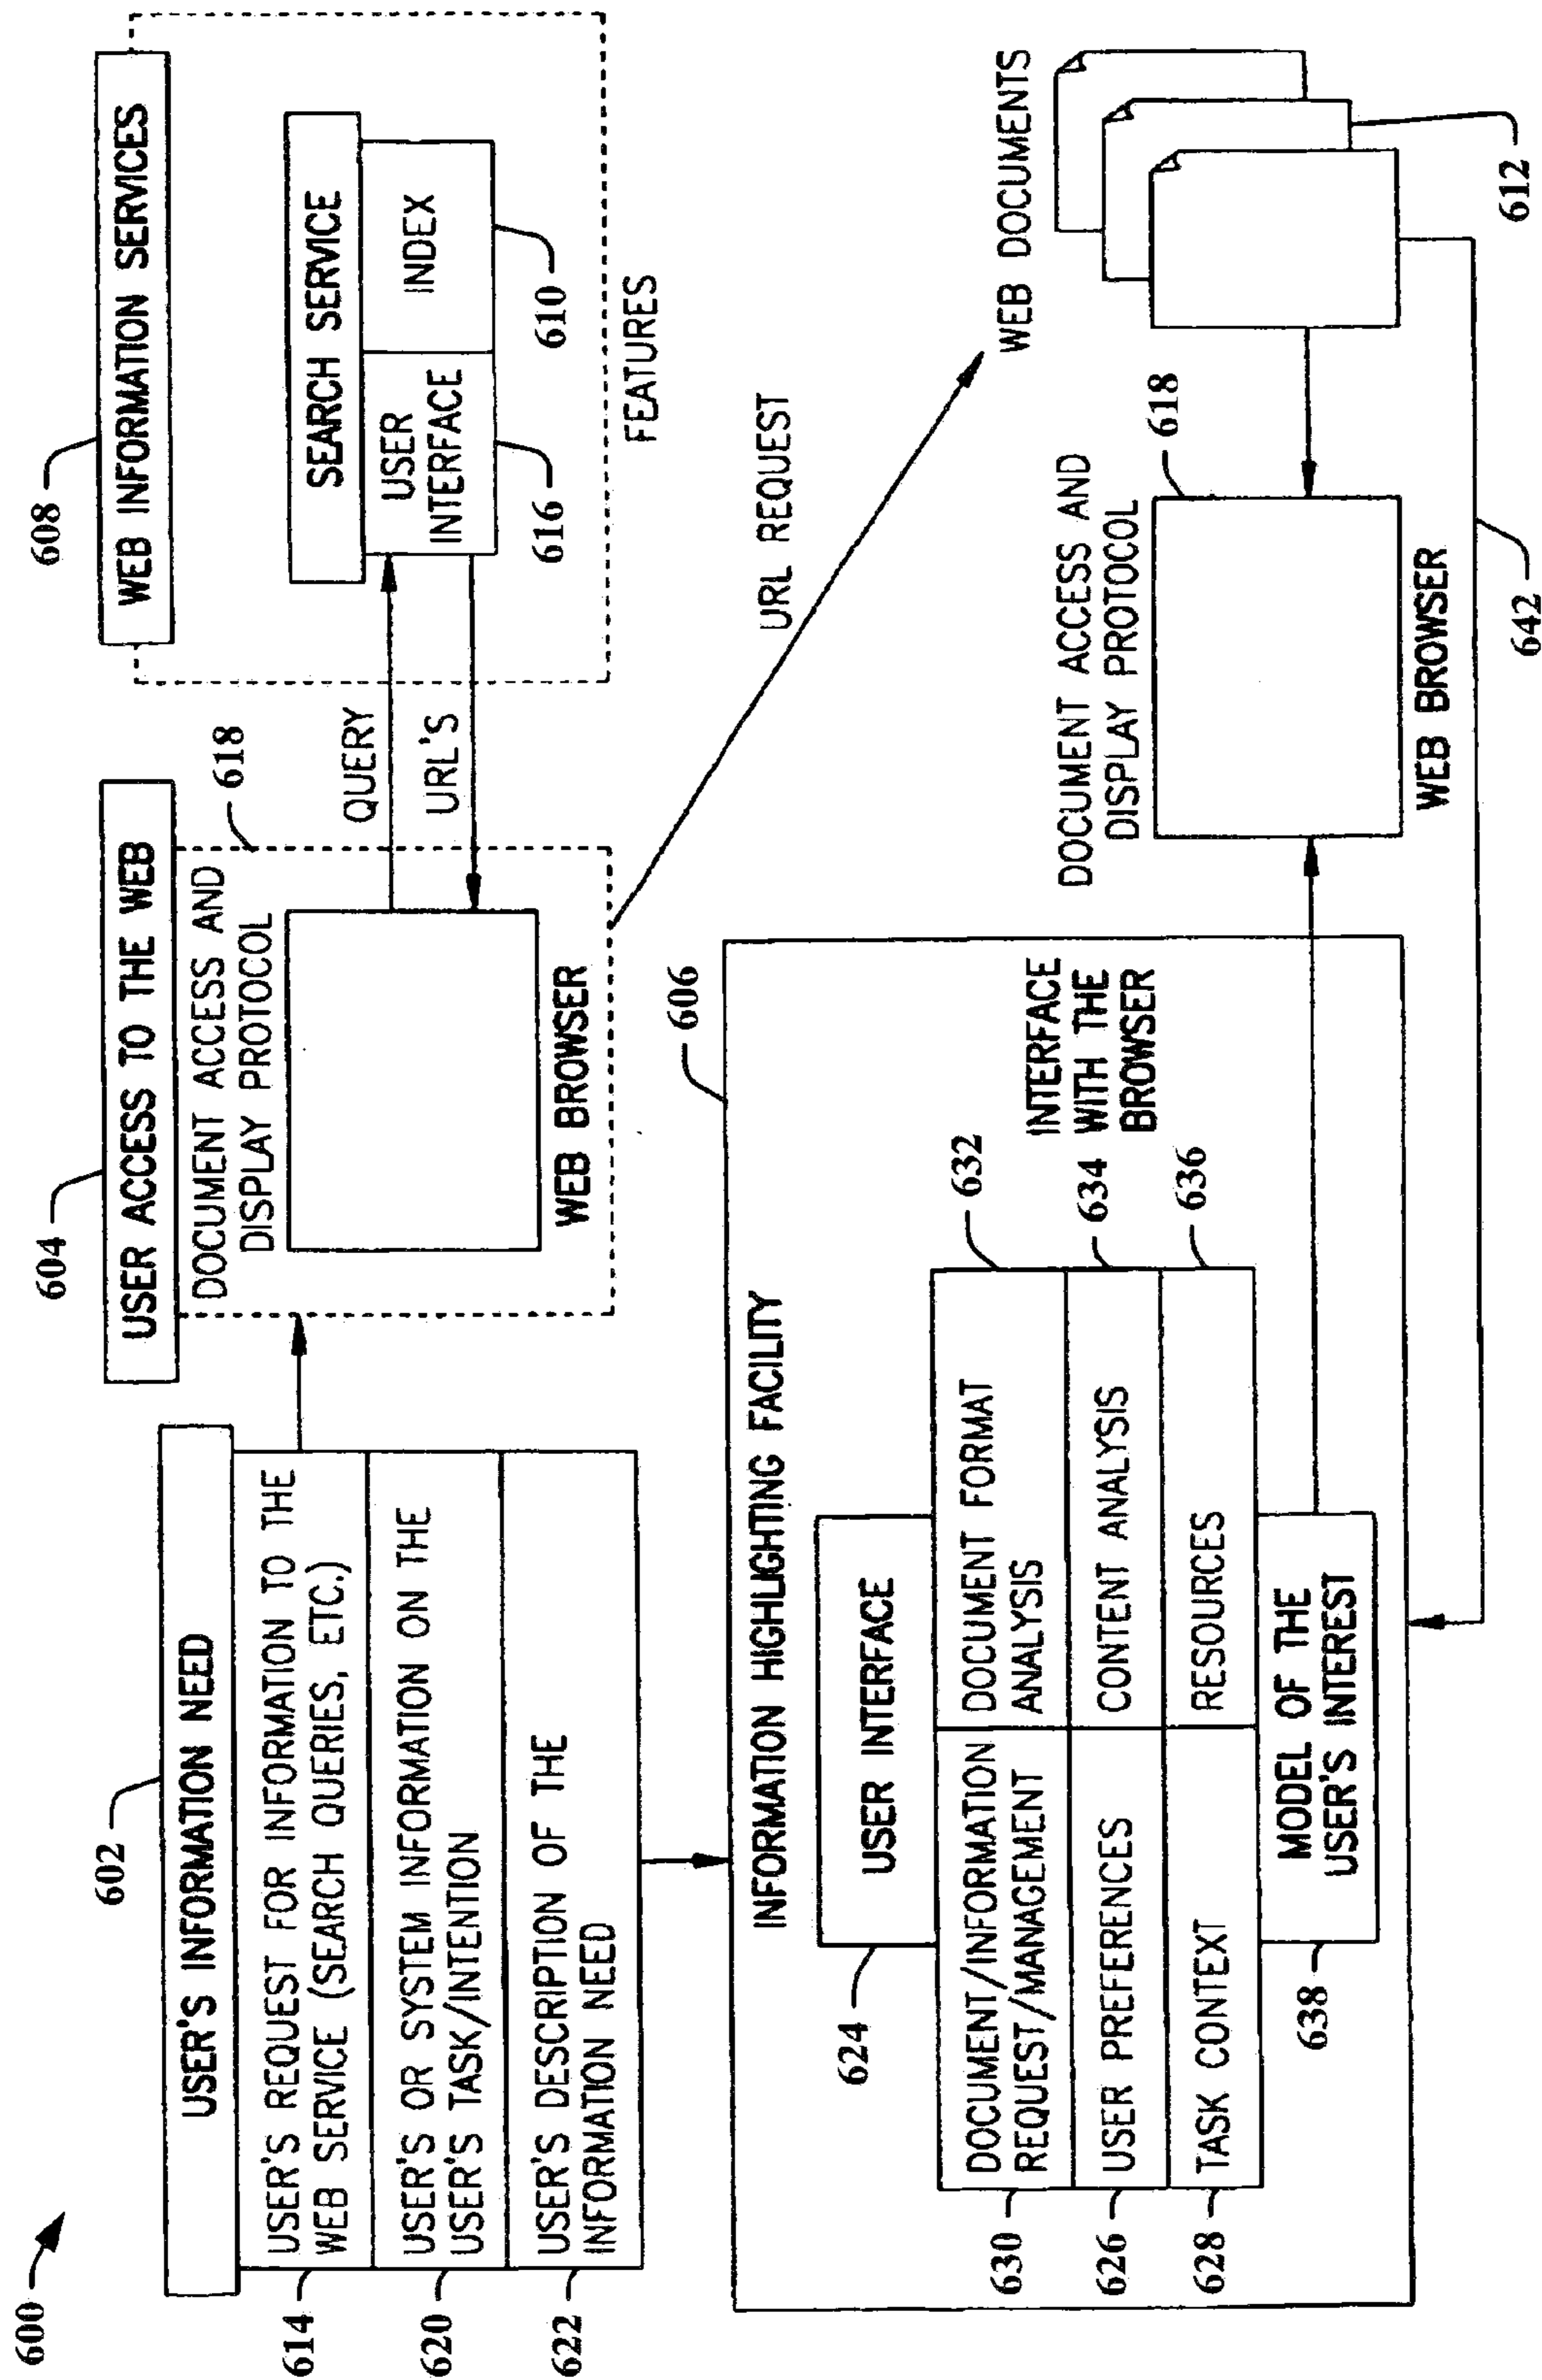 600
602
USER'S INFORMATION NEED
614
USER'S REQUEST FOR INFORMATION TO THE
WEB SERVICE (SEARCH QUERIES, ETC.)
620
USER'S OR SYSTEM INFORMATION ON THE
USER'S TASK/INTENTION
622
USER'S DESCRIPTION OF THE
INFORMATION NEED
604
USER ACCESS TO THE WEB
DOCUMENT ACCESS AND
DISPLAY PROTOCOL
618
WEB BROWSER
QUERY
URL'S
608
WEB INFORMATION SERVICES
SEARCH SERVICE
USER
INTERFACE
INDEX
616
610
FEATURES
URL REQUEST
606
INFORMATION HIGHLIGHTING FACILITY
624
USER INTERFACE
630
DOCUMENT/INFORMATION
REQUEST/MANAGEMENT
DOCUMENT FORMAT
ANALYSIS
632
626
USER PREFERENCES
CONTENT ANALYSIS
634
628
TASK CONTEXT
RESOURCES
636
638
MODEL OF THE
USER'S INTEREST
INTERFACE
WITH THE
BROWSER
DOCUMENT ACCESS AND
DISPLAY PROTOCOL
618
WEB BROWSER
WEB DOCUMENTS
612
642